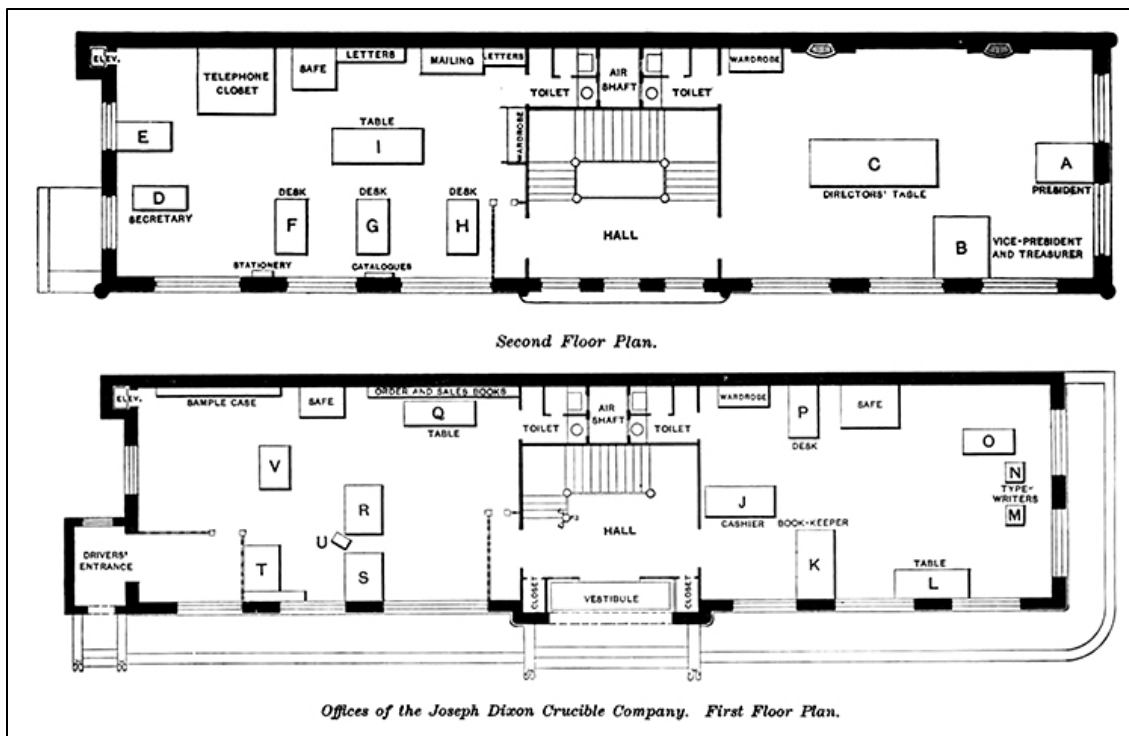 ELEV.
TELEPHONE
CLOSET
SAFE
LETTERS
MAILING
LETTERS
TOILET
AIR
SHAFT
TOILET
WARDROBE
E
TABLE
I
WARDROBE
C
DIRECTORS' TABLE
A
PRESIDENT
D
SECRETARY
DESK
F
DESK
G
DESK
H
HALL
B
VICE-PRESIDENT
AND TREASURER
STATIONERY
CATALOGUES
Second Floor Plan.
ELEV.
SAMPLE CASE
SAFE
ORDER AND SALES BOOKS
Q
TABLE
TOILET
AIR
SHAFT
TOILET
WARDROBE
P
DESK
SAFE
O
V
R
J
CASHIER
N
TYPE-
WRITERS
M
BOOK-KEEPER
K
HALL
U
DRIVERS'
ENTRANCE
T
S
TABLE
L
CLOSET
VESTIBULE
CLOSET
Offices of the Joseph Dixon Crucible Company. First Floor Plan.